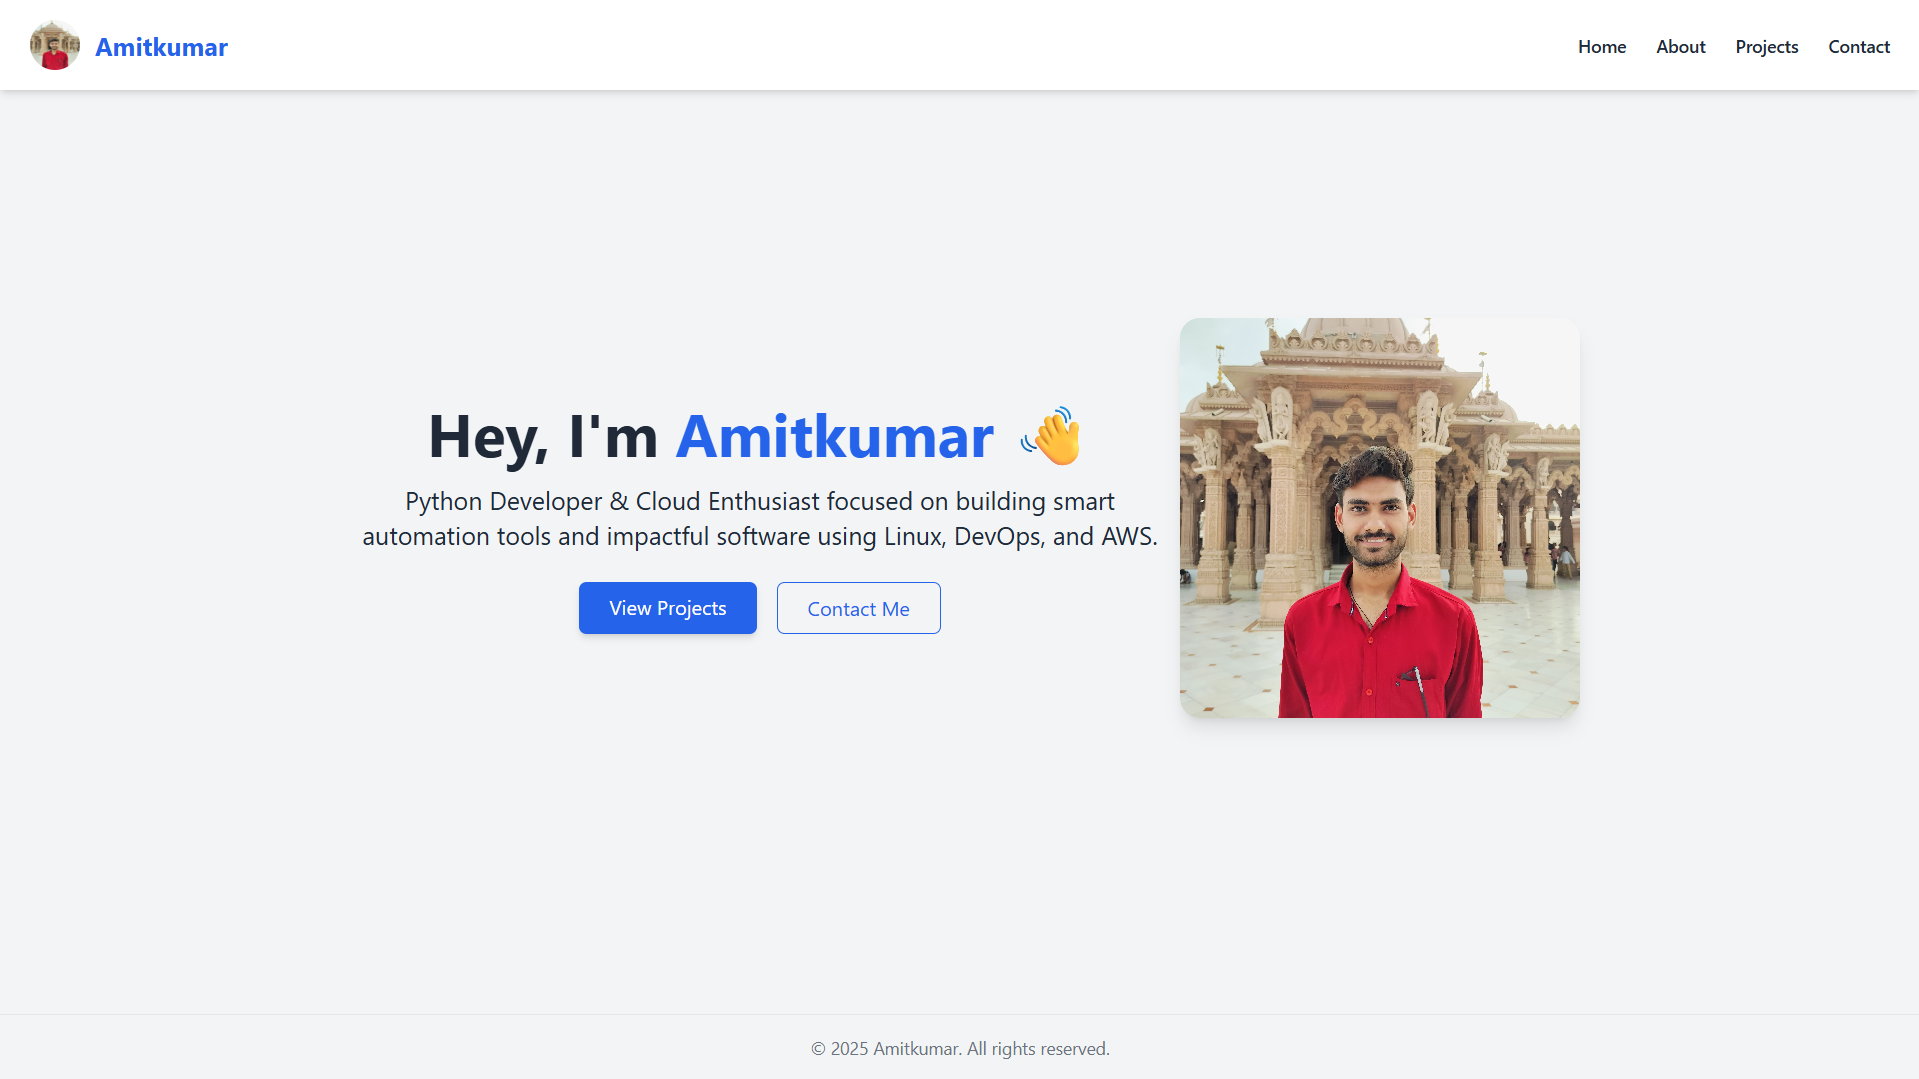 Amitkumar
Home About Projects Contact
Hey, I'm Amitkumar 👋
Python Developer & Cloud Enthusiast focused on building smart
automation tools and impactful software using Linux, DevOps, and AWS.
View Projects Contact Me
© 2025 Amitkumar. All rights reserved.